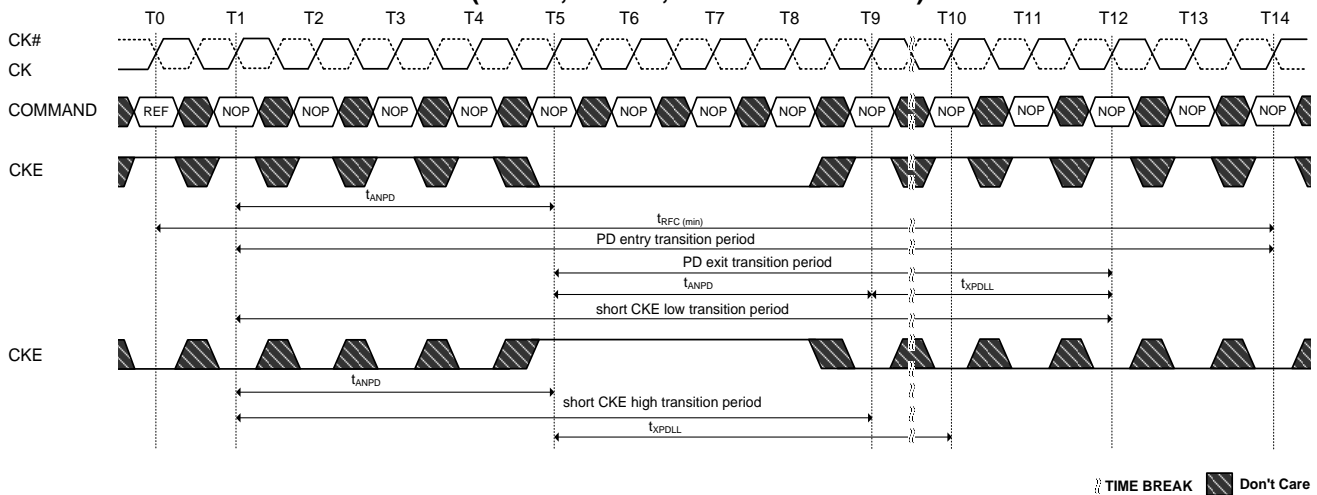 T0 T1 T2 T3 T4 T5 T6 T7 T8 T9 T10 T11 T12 T13 T14
CK#
CK
COMMAND REF NOP NOP NOP NOP NOP NOP NOP NOP NOP NOP NOP NOP NOP NOP
CKE
tANPD
tRFC (min)
PD entry transition period
PD exit transition period
tANPD tXPDLL
short CKE low transition period
CKE
tANPD
short CKE high transition period
tXPDLL
TIME BREAK Don't Care